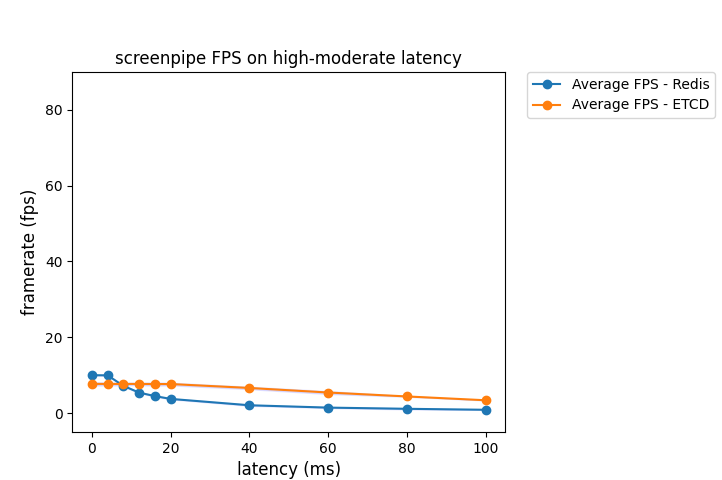 screenpipe FPS on high-moderate latency
Average FPS - Redis
Average FPS - ETCD
framerate (fps)
80
60
40
20
0
0 20 40 60 80 100
latency (ms)